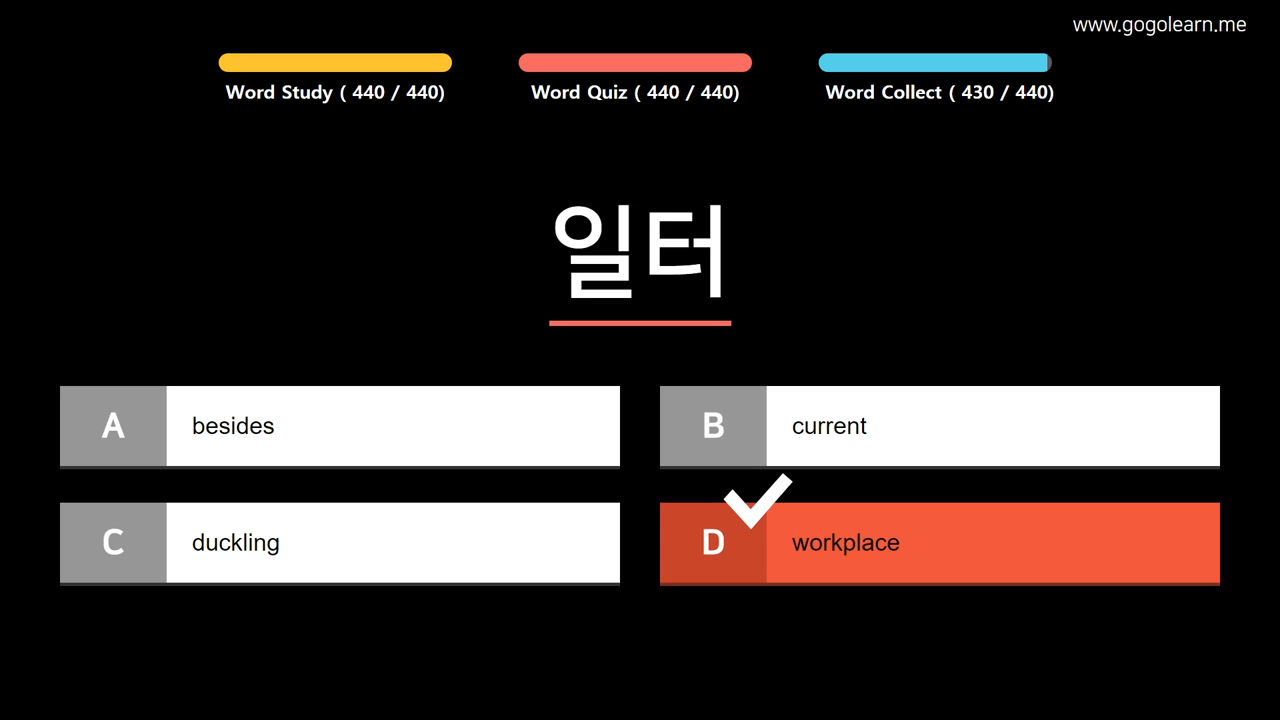 www.gogolearn.me
Word Study ( 440 / 440)
Word Quiz ( 440 / 440)
Word Collect ( 430 / 440)
일터
A besides
B current
C duckling
D workplace